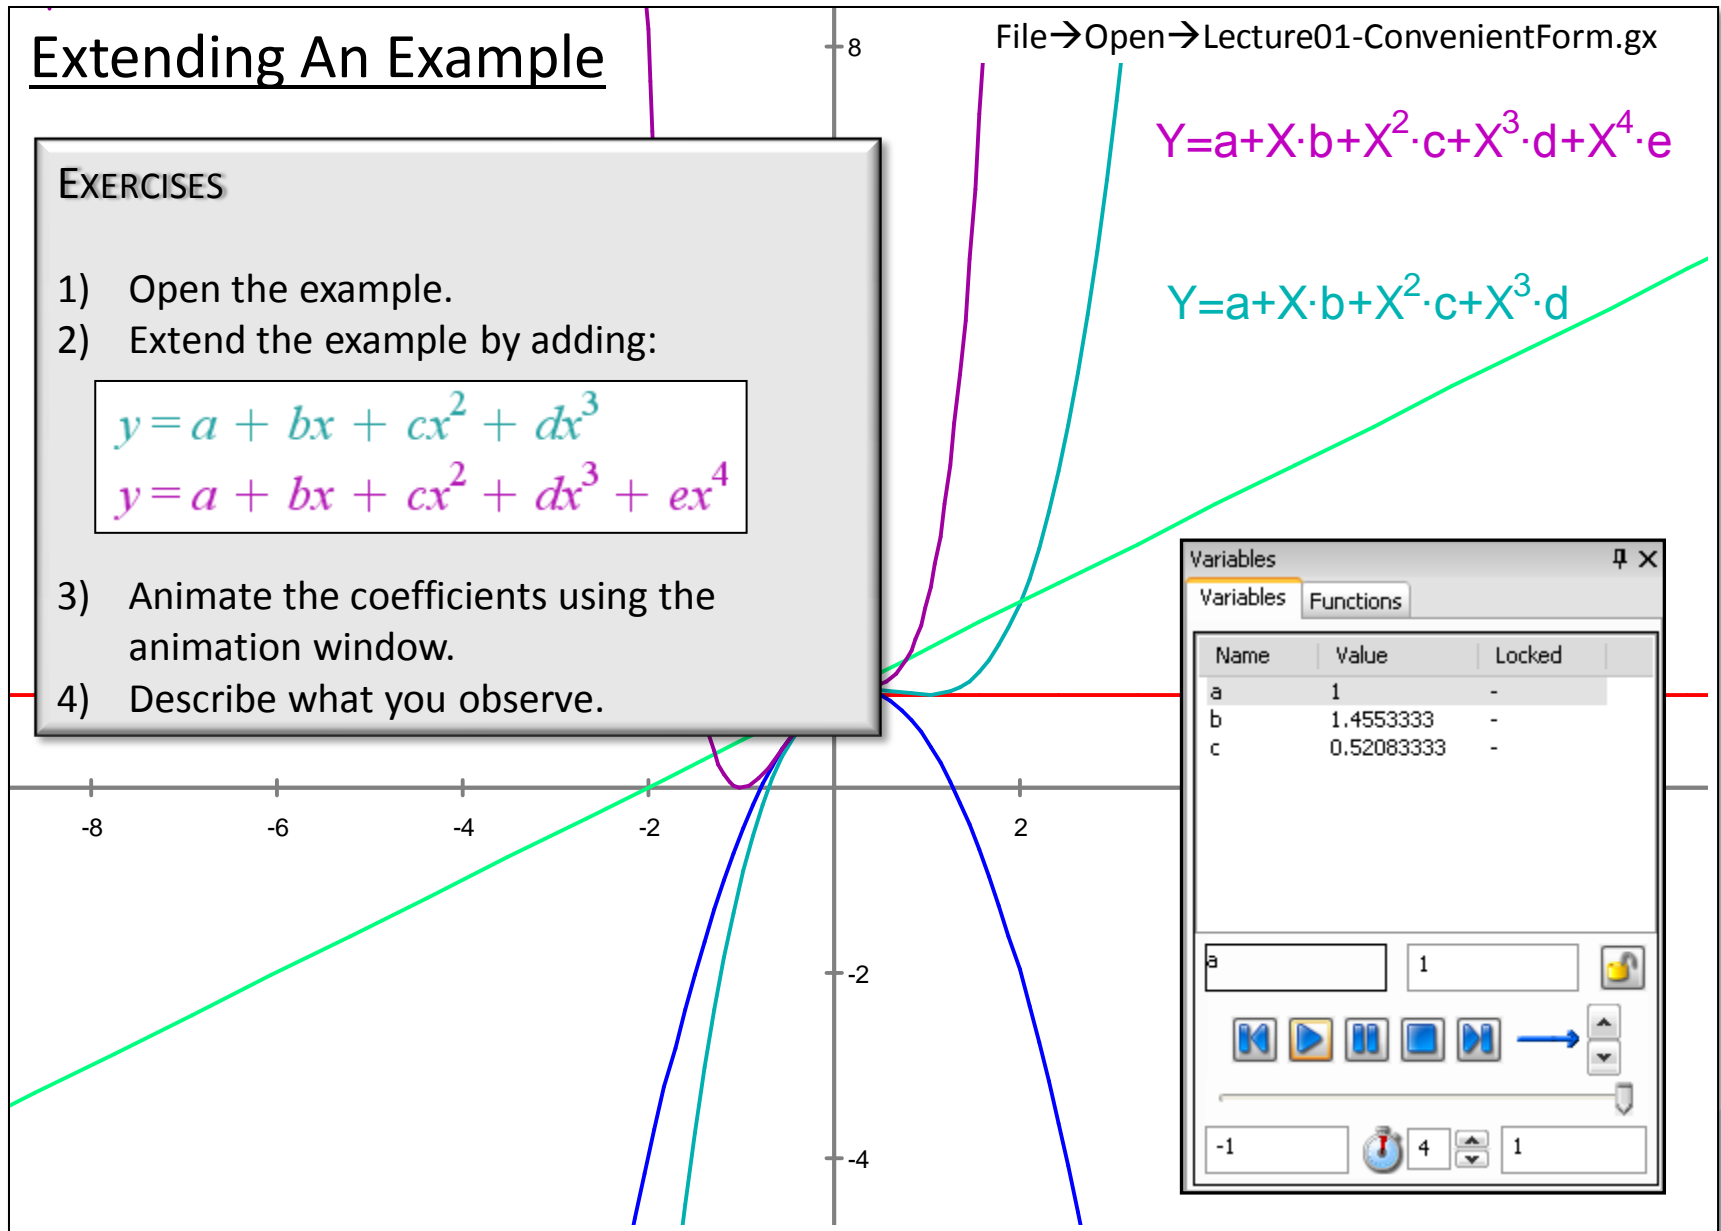 Extending An Example
File→Open→Lecture01-ConvenientForm.gx
8
Y=a+X·b+X²·c+X³·d+X⁴·e
Y=a+X·b+X²·c+X³·d
EXERCISES
1) Open the example.
2) Extend the example by adding:
y = a + bx + cx² + dx³
y = a + bx + cx² + dx³ + ex⁴
3) Animate the coefficients using the
animation window.
4) Describe what you observe.
-8 -6 -4 -2 2
-2
-4
Variables
Variables Functions
Name Value Locked
a 1 -
b 1.4553333 -
c 0.52083333 -
a 1
-1 4 1